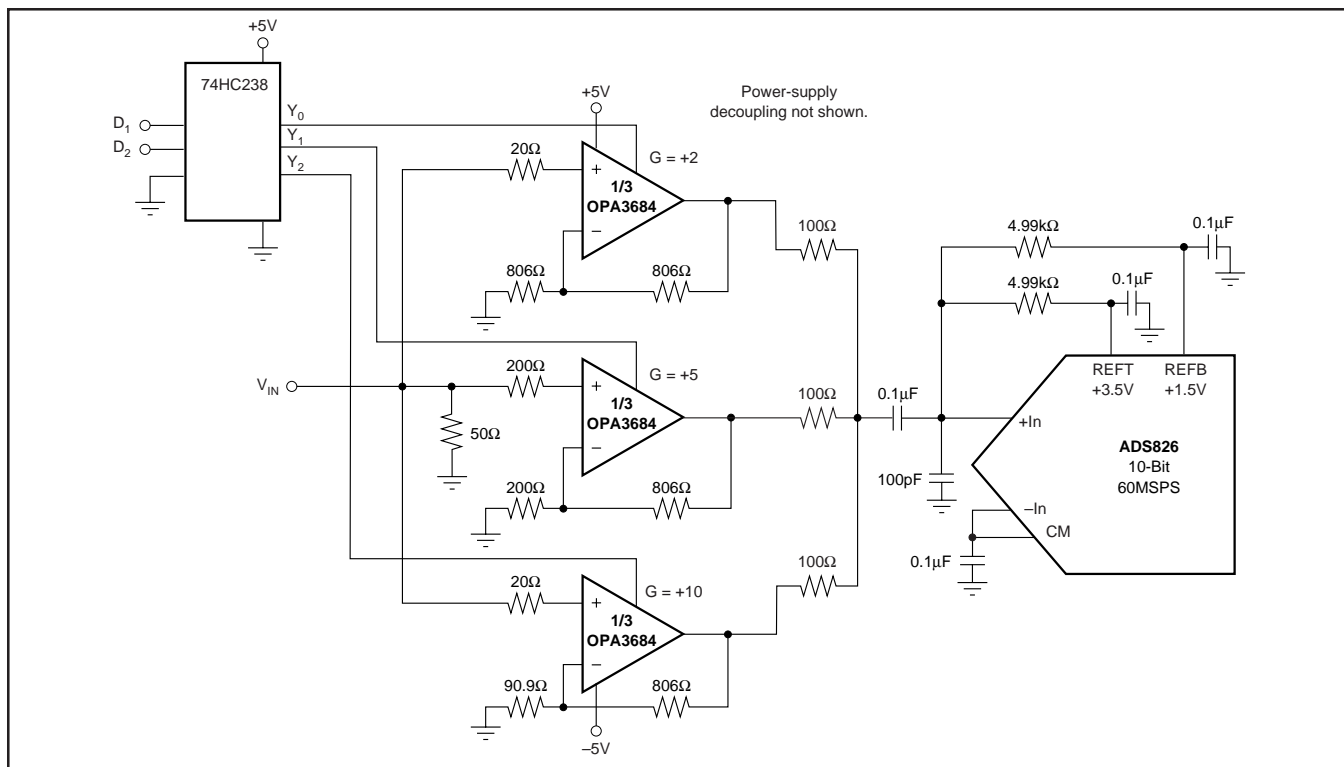 +5V
74HC238
D1
D2
Y0
Y1
Y2
+5V
Power-supply
decoupling not shown.
20Ω
+
G = +2
1/3
OPA3684
–
806Ω
806Ω
100Ω
4.99kΩ
0.1µF
4.99kΩ
0.1µF
VIN
50Ω
200Ω
+
G = +5
1/3
OPA3684
–
200Ω
806Ω
100Ω
0.1µF
REFT
+3.5V
REFB
+1.5V
+In
ADS826
10-Bit
60MSPS
100pF
–In
CM
0.1µF
20Ω
+
G = +10
1/3
OPA3684
–
90.9Ω
806Ω
100Ω
–5V